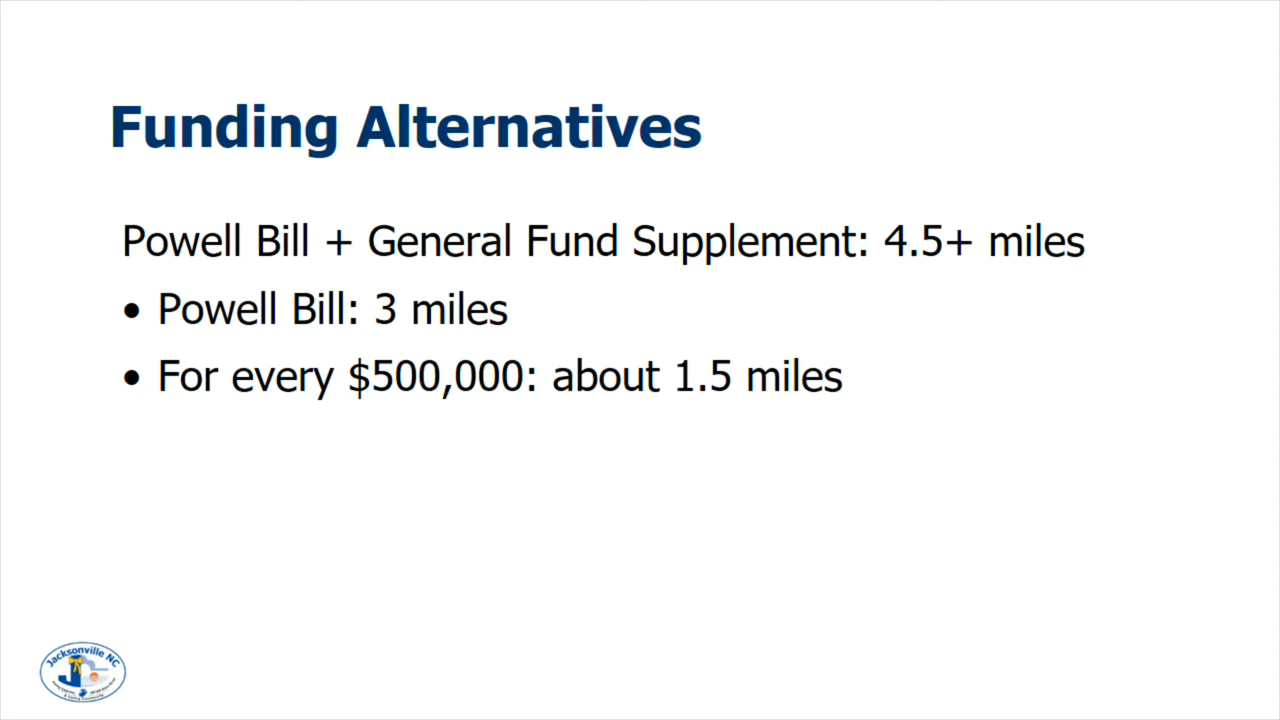 Funding Alternatives
Powell Bill + General Fund Supplement: 4.5+ miles
• Powell Bill: 3 miles
• For every $500,000: about 1.5 miles
Jacksonville NC